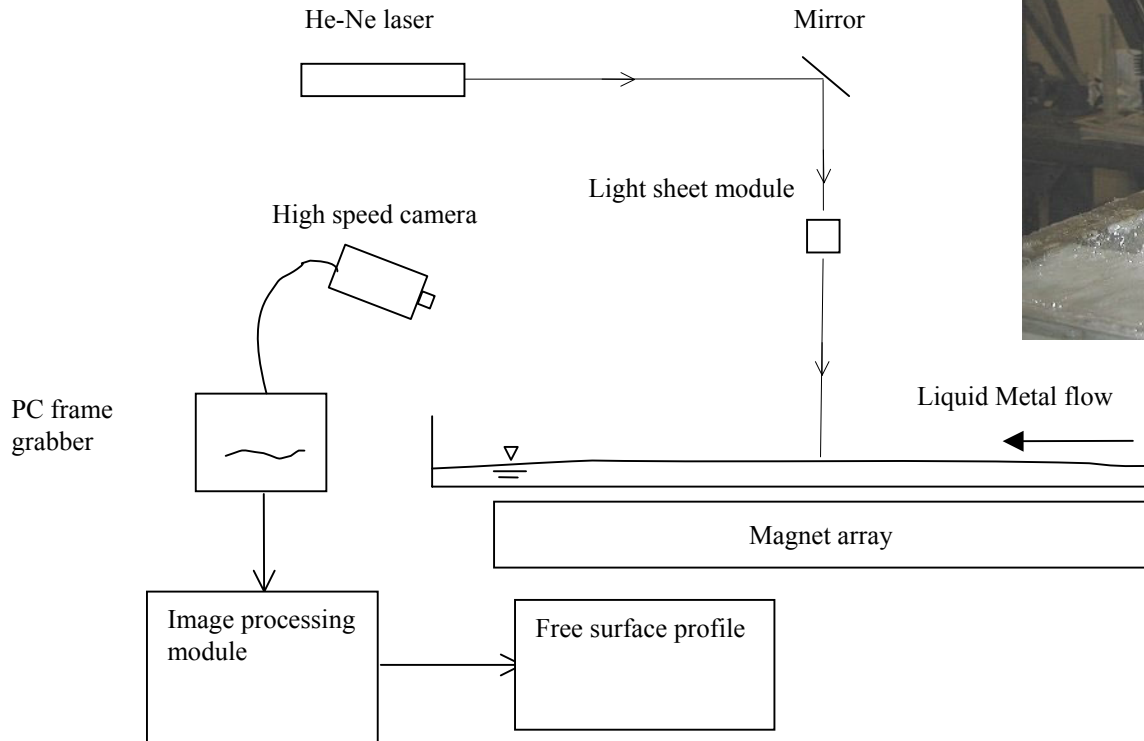 He-Ne laser
Mirror
Light sheet module
High speed camera
PC frame
grabber
Liquid Metal flow
Magnet array
Image processing
module
Free surface profile